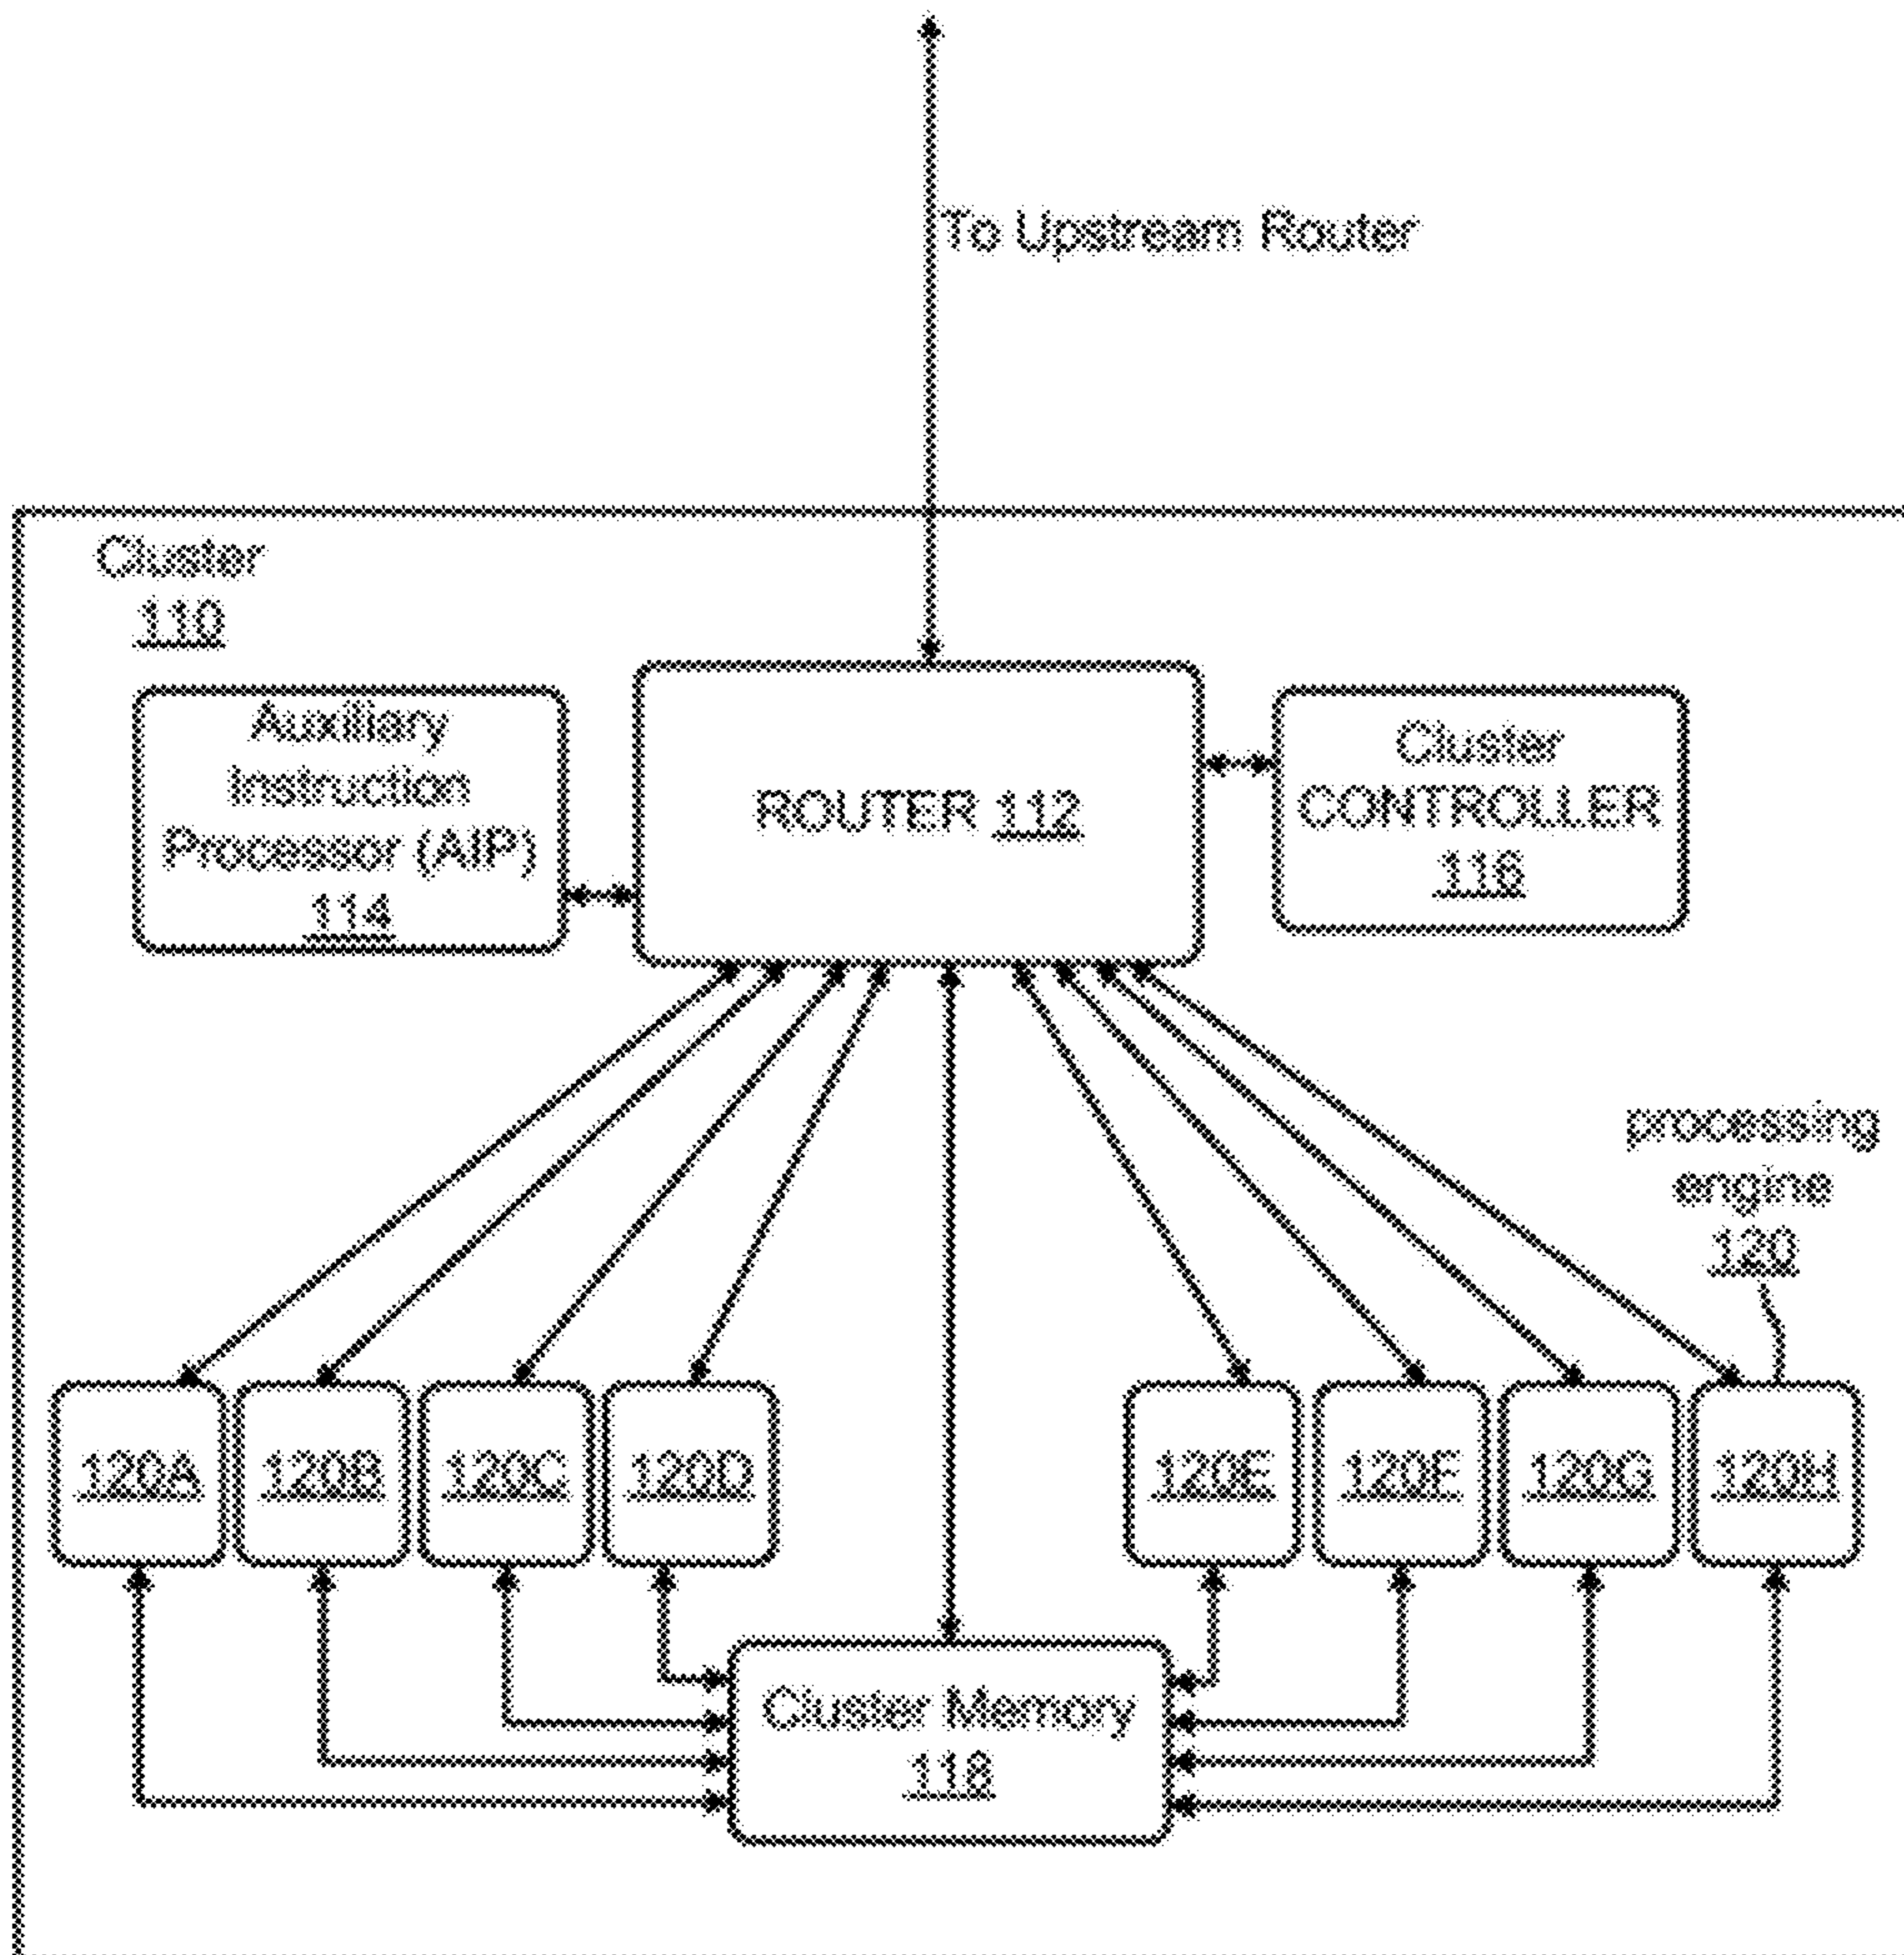 To Upstream Router
Cluster
110
Auxiliary
Instruction
Processor (AIP)
114
ROUTER 112
Cluster
CONTROLLER
116
processing
engine
120
120A
120B
120C
120D
120E
120F
120G
120H
Cluster Memory
118